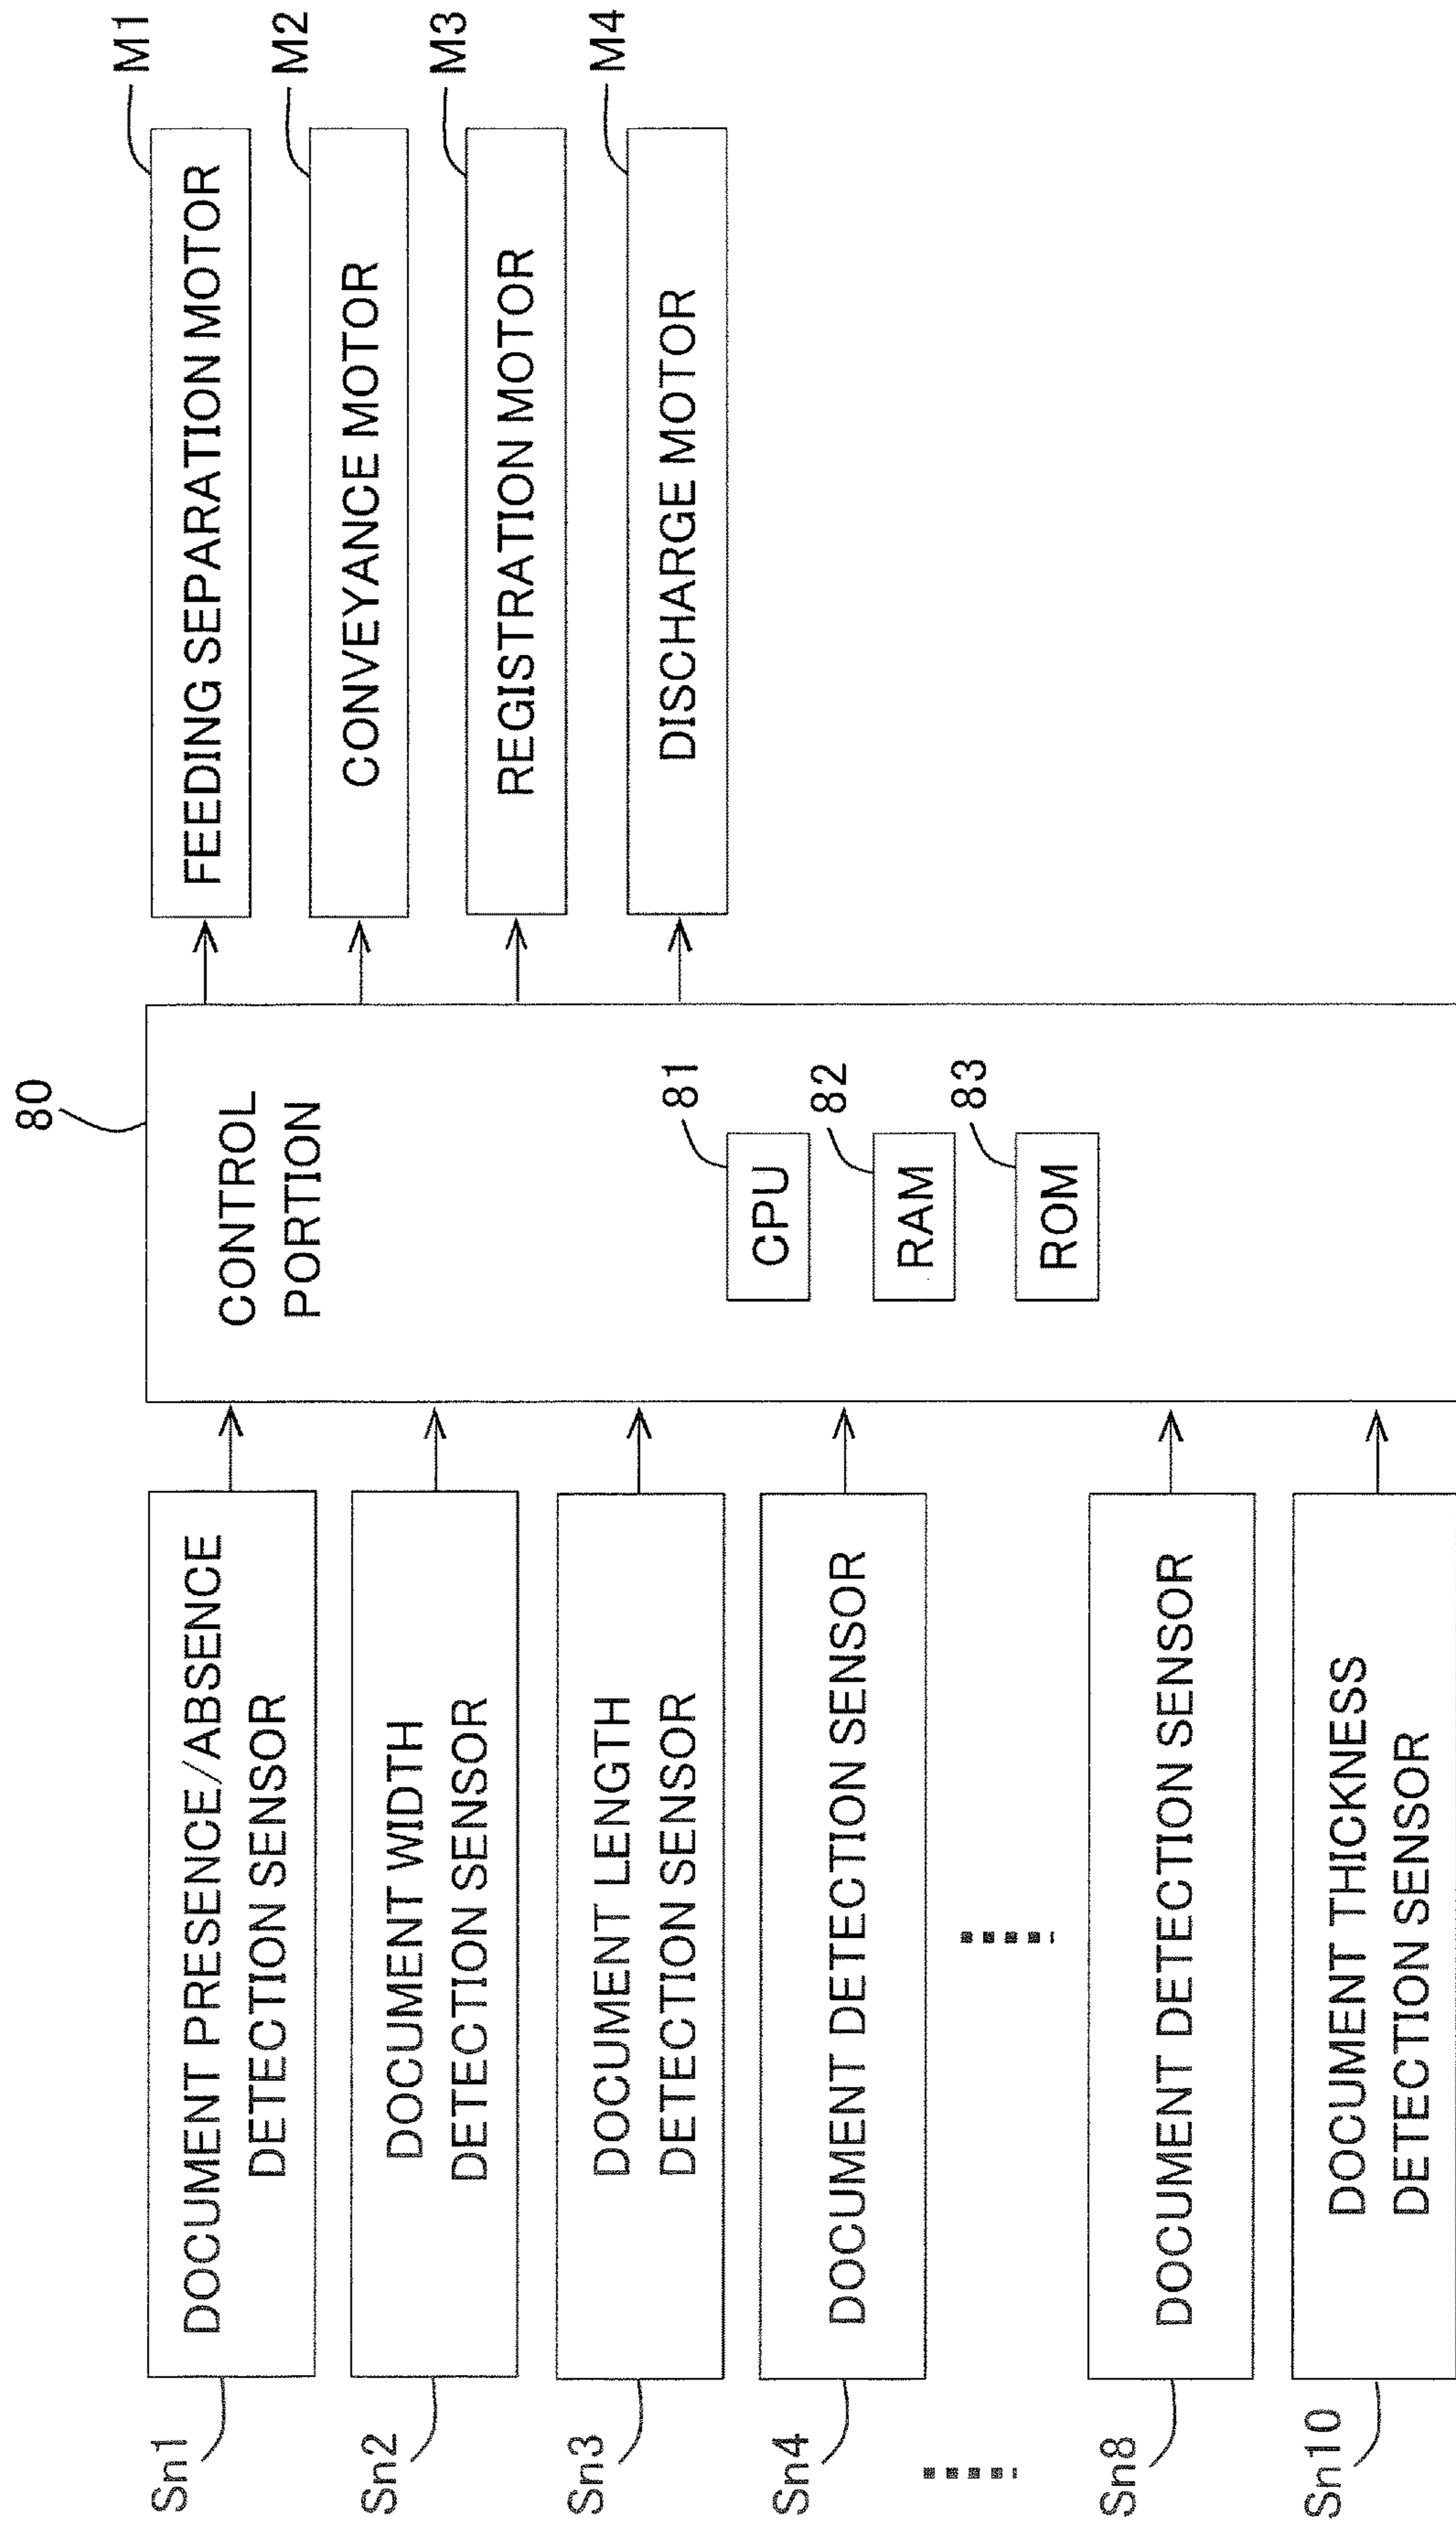 Sn1
DOCUMENT PRESENCE/ABSENCE
DETECTION SENSOR
Sn2
DOCUMENT WIDTH
DETECTION SENSOR
Sn3
DOCUMENT LENGTH
DETECTION SENSOR
Sn4
DOCUMENT DETECTION SENSOR
Sn8
DOCUMENT DETECTION SENSOR
Sn10
DOCUMENT THICKNESS
DETECTION SENSOR
80
CONTROL
PORTION
81
CPU
82
RAM
83
ROM
M1
FEEDING SEPARATION MOTOR
M2
CONVEYANCE MOTOR
M3
REGISTRATION MOTOR
M4
DISCHARGE MOTOR